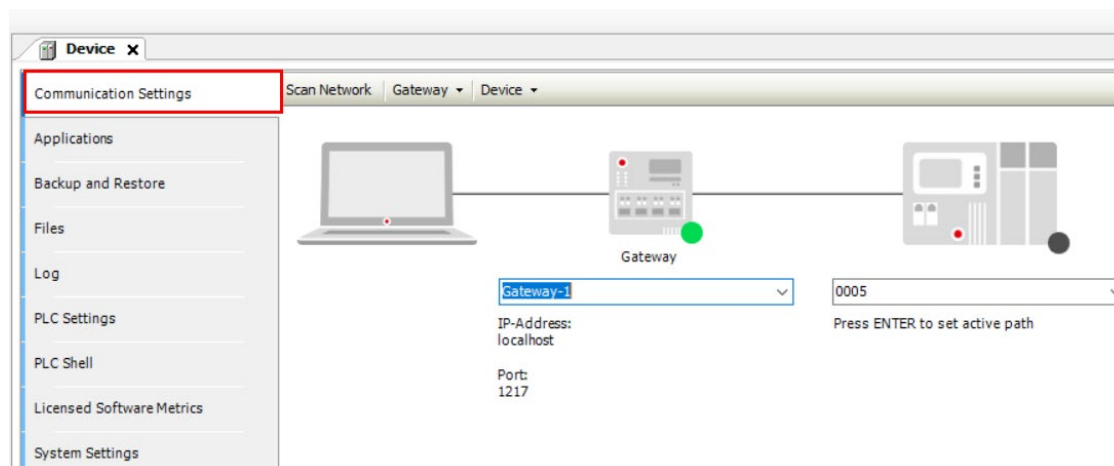 Device
Communication Settings
Scan Network Gateway Device
Applications
Backup and Restore
Files
Log
PLC Settings
PLC Shell
Licensed Software Metrics
System Settings
Gateway
Gateway-1
IP-Address:
localhost
Port:
1217
0005
Press ENTER to set active path